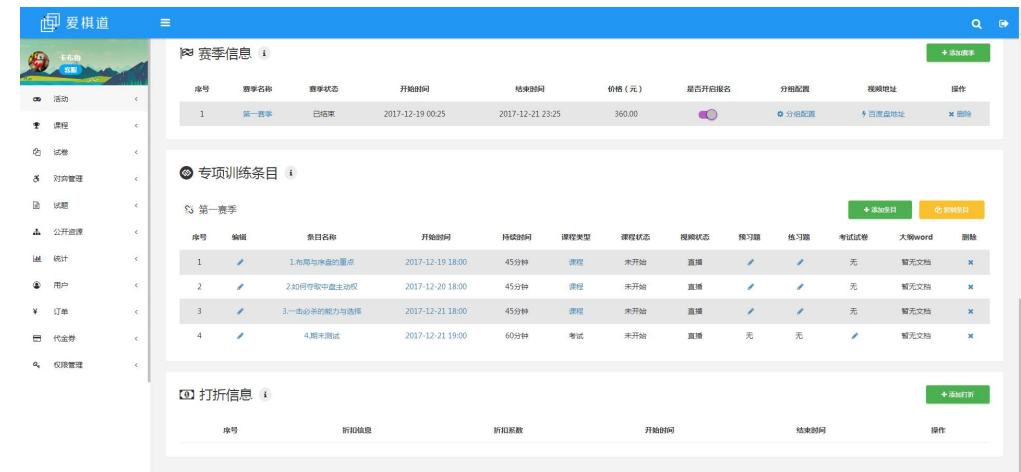 爱棋道
卡布奇
客服
活动
课程
试卷
对弈管理
试题
公开资源
统计
用户
订单
代金券
权限管理
赛季信息
添加赛季
序号 赛季名称 赛季状态 开始时间 结束时间 价格（元） 是否开启报名 分组配置 视频地址 操作
1 第一赛季 已结束 2017-12-19 00:25 2017-12-21 23:25 360.00 分组配置 百度盘地址 删除
专项训练条目
第一赛季
添加条目 复制条目
序号 编辑 条目名称 开始时间 持续时间 课程类型 课程状态 视频状态 预习题 练习题 考试试卷 大纲word 删除
1 1.布局与序盘的重点 2017-12-19 18:00 45分钟 课程 未开始 直播 无 暂无文档
2 2.如何夺取中盘主动权 2017-12-20 18:00 45分钟 课程 未开始 直播 无 暂无文档
3 3.一击必杀的能力与选择 2017-12-21 18:00 45分钟 课程 未开始 直播 无 暂无文档
4 4.期末测试 2017-12-21 19:00 60分钟 考试 未开始 直播 无 无 暂无文档
打折信息
添加打折
序号 折扣信息 折扣系数 开始时间 结束时间 操作